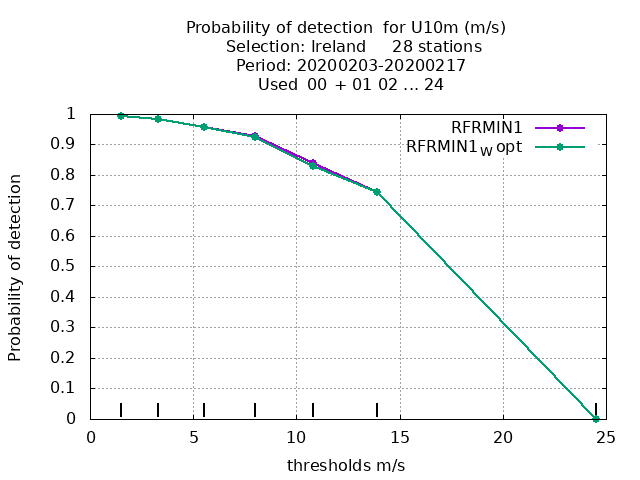 Probability of detection for U10m (m/s)
Selection: Ireland 28 stations
Period: 20200203-20200217
Used 00 + 01 02 ... 24
RFRMIN1
RFRMIN1W opt
Probability of detection
1
0.9
0.8
0.7
0.6
0.5
0.4
0.3
0.2
0.1
0
0 5 10 15 20 25
thresholds m/s